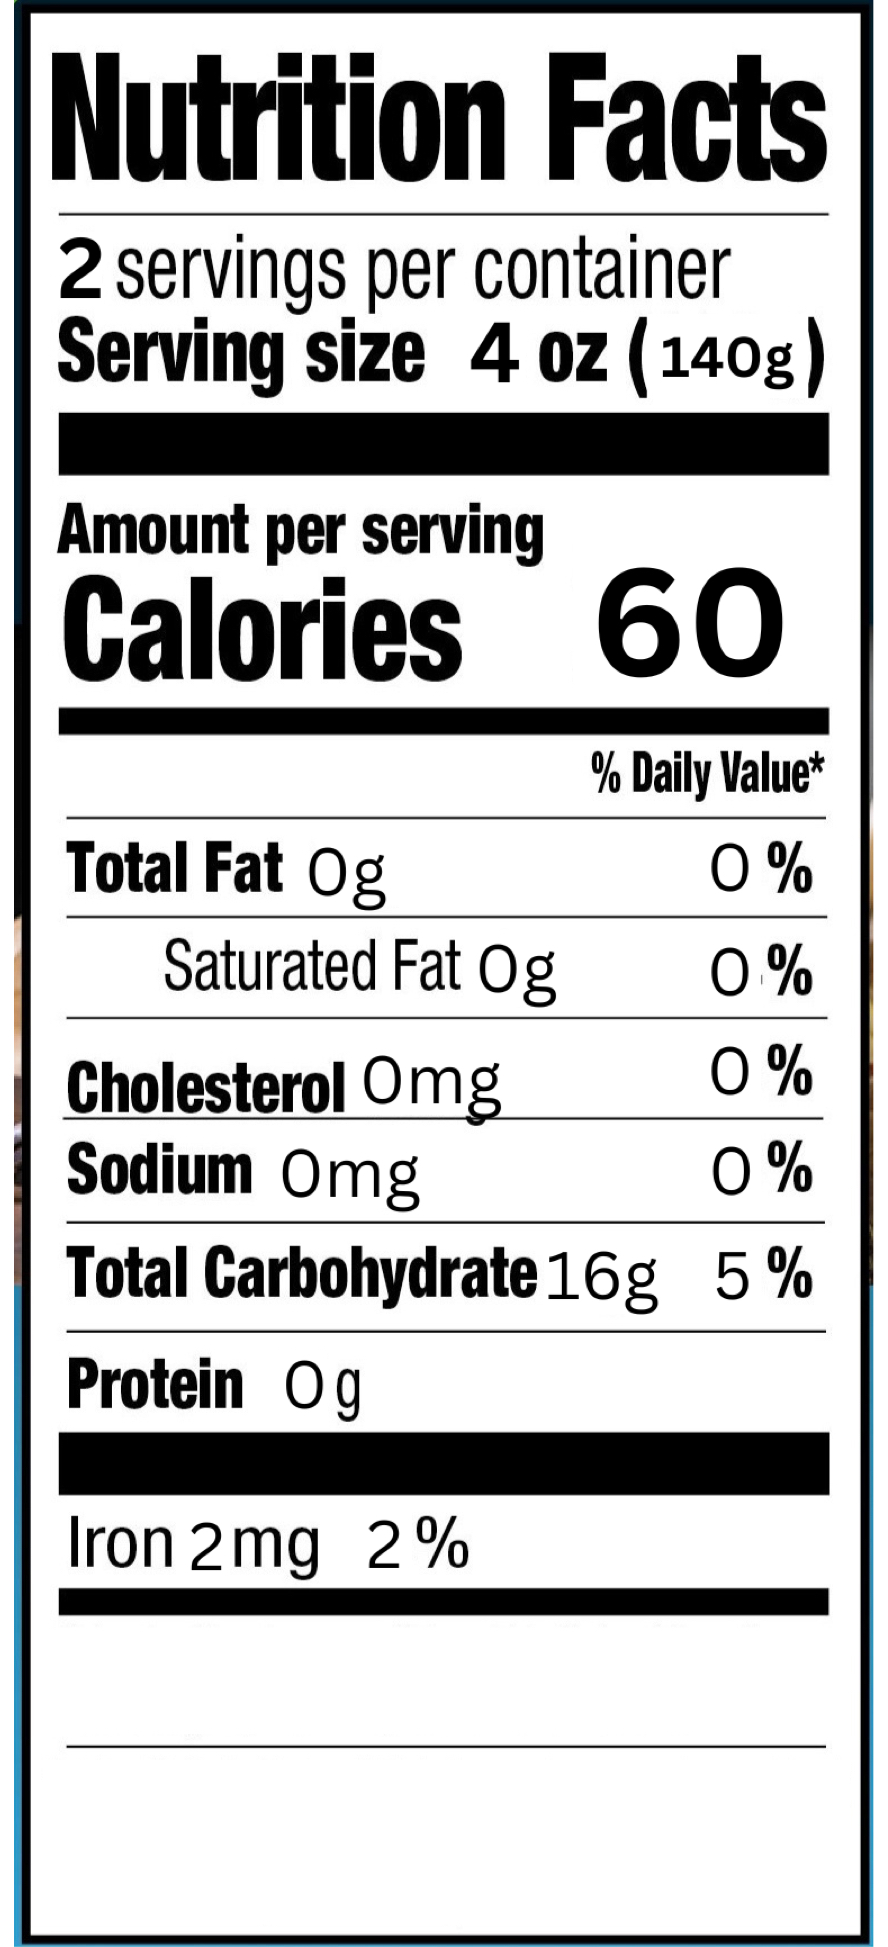 Nutrition Facts
2 servings per container
Serving size 4 oz (140g)
Amount per serving
Calories 60
% Daily Value*
Total Fat 0g 0 %
Saturated Fat 0g 0 %
Cholesterol 0mg 0 %
Sodium 0mg 0 %
Total Carbohydrate 16g 5 %
Protein 0 g
Iron 2mg 2 %